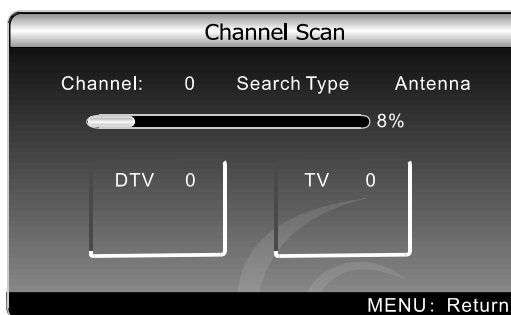 Channel Scan
Channel: 0 Search Type Antenna
8%
DTV 0 TV 0
MENU: Return